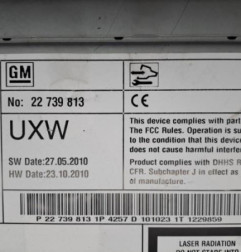 GM
No: 22 739 813
CE
UXW
SW Date:27.05.2010
HW Date:23.10.2010
This device complies with part
The FCC Rules. Operation is su
to the condition that this device
does not cause harmful interfer
Product complies with DHHS R
CFR. Subchapter J in effect as
of manufacture.
P 22 739 813 1P 4257 D 101023 1T 1229850
LASER RADIATION